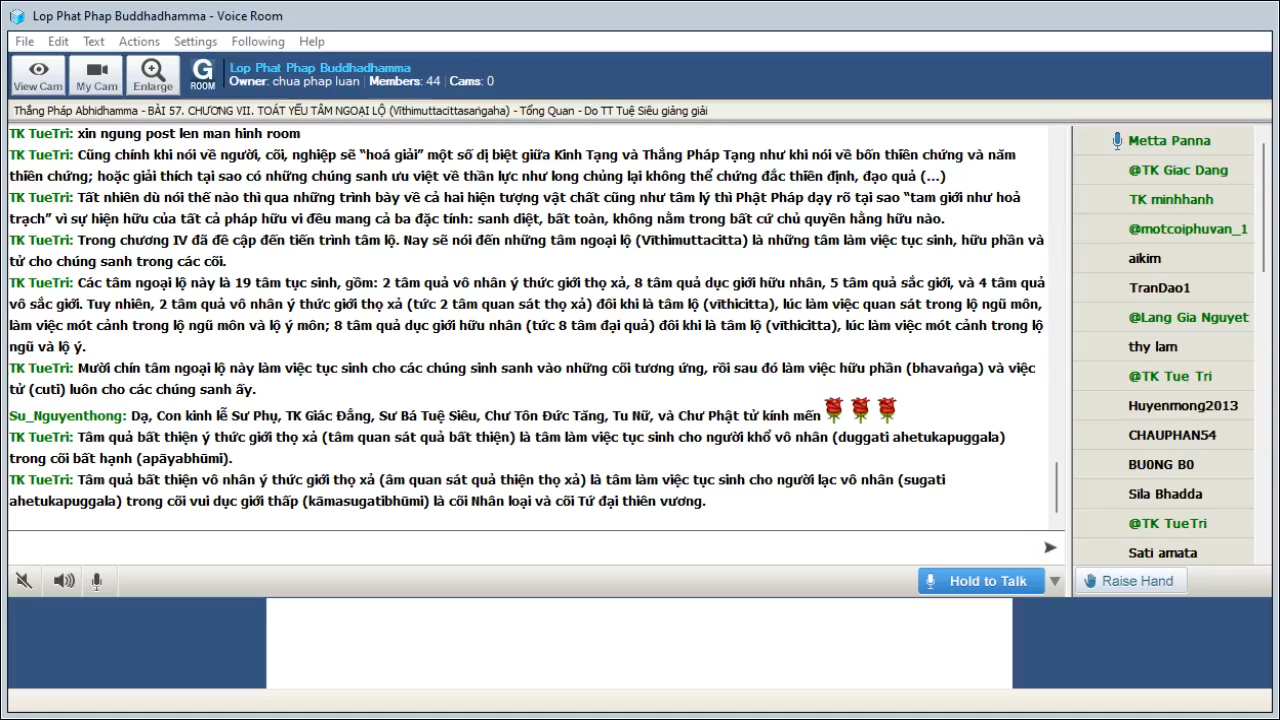 Lop Phat Phap Buddhadhamma - Voice Room
File Edit Text Actions Settings Following Help
View Cam My Cam Enlarge G ROOM
Lop Phat Phap Buddhadhamma
Owner: chua phap luan | Members: 44 | Cams: 0
Thắng Pháp Abhidhamma - BÀI 57. CHƯƠNG VII. TOÁT YẾU TÂM NGOẠI LỘ (Vīthimuttacittasaṅgaha) - Tổng Quan - Do TT Tuệ Siêu giảng giải
TK TueTri: xin ngung post len man hinh room
TK TueTri: Cũng chính khi nói về người, cõi, nghiệp sẽ “hoá giải” một số dị biệt giữa Kinh Tạng và Thắng Pháp Tạng như khi nói về bốn thiền chứng và năm
thiền chứng; hoặc giải thích tại sao có những chúng sanh ưu việt về thần lực như long chủng lại không thể chứng đắc thiền định, đạo quả (...)
TK TueTri: Tất nhiên dù nói thế nào thì qua những trình bày về cả hai hiện tượng vật chất cũng như tâm lý thì Phật Pháp dạy rõ tại sao “tam giới như hoả
trạch” vì sự hiện hữu của tất cả pháp hữu vi đều mang cả ba đặc tính: sanh diệt, bất toàn, không nằm trong bất cứ chủ quyền hằng hữu nào.
TK TueTri: Trong chương IV đã đề cập đến tiến trình tâm lộ. Nay sẽ nói đến những tâm ngoại lộ (Vīthimuttacitta) là những tâm làm việc tục sinh, hữu phần và
tử cho chúng sanh trong các cõi.
TK TueTri: Các tâm ngoại lộ này là 19 tâm tục sinh, gồm: 2 tâm quả vô nhân ý thức giới thọ xả, 8 tâm quả dục giới hữu nhân, 5 tâm quả sắc giới, và 4 tâm quả
vô sắc giới. Tuy nhiên, 2 tâm quả vô nhân ý thức giới thọ xả (tức 2 tâm quan sát thọ xả) đôi khi là tâm lộ (vīthicitta), lúc làm việc quan sát trong lộ ngũ môn,
làm việc mót cảnh trong lộ ngũ môn và lộ ý môn; 8 tâm quả dục giới hữu nhân (tức 8 tâm đại quả) đôi khi là tâm lộ (vīthicitta), lúc làm việc mót cảnh trong lộ
ngũ và lộ ý.
TK TueTri: Mười chín tâm ngoại lộ này làm việc tục sinh cho các chúng sinh sanh vào những cõi tương ứng, rồi sau đó làm việc hữu phần (bhavaṅga) và việc
tử (cuti) luôn cho các chúng sanh ấy.
Su_Nguyenthong: Dạ, Con kinh lễ Sư Phụ, TK Giác Đẳng, Sư Bá Tuệ Siêu, Chư Tôn Đức Tăng, Tu Nữ, và Chư Phật tử kính mến
TK TueTri: Tâm quả bất thiện ý thức giới thọ xả (tâm quan sát quả bất thiện) là tâm làm việc tục sinh cho người khổ vô nhân (duggati ahetukapuggala)
trong cõi bất hạnh (apāyabhūmi).
TK TueTri: Tâm quả bất thiện vô nhân ý thức giới thọ xả (âm quan sát quả thiện thọ xả) là tâm làm việc tục sinh cho người lạc vô nhân (sugati
ahetukapuggala) trong cõi vui dục giới thấp (kāmasugatibhūmi) là cõi Nhân loại và cõi Tứ đại thiên vương.
Metta Panna
@TK Giac Dang
TK minhhanh
@motcoiphuvan_1
aikim
TranDao1
@Lang Gia Nguyet
thy lam
@TK Tue Tri
Huyenmong2013
CHAUPHAN54
BU0NG B0
Sila Bhadda
@TK TueTri
Sati amata
Hold to Talk
Raise Hand